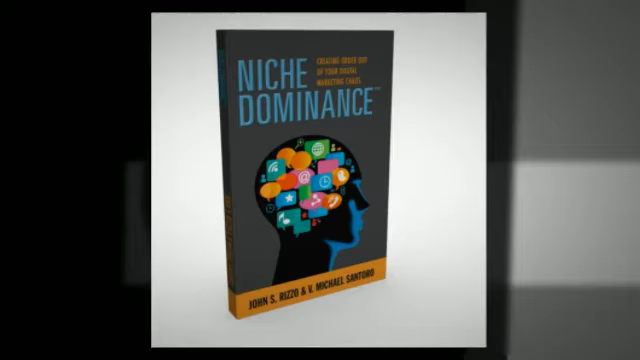 NICHE
DOMINANCE™
CREATING ORDER OUT
OF YOUR DIGITAL
MARKETING CHAOS
JOHN S. RIZZO & V. MICHAEL SANTORO